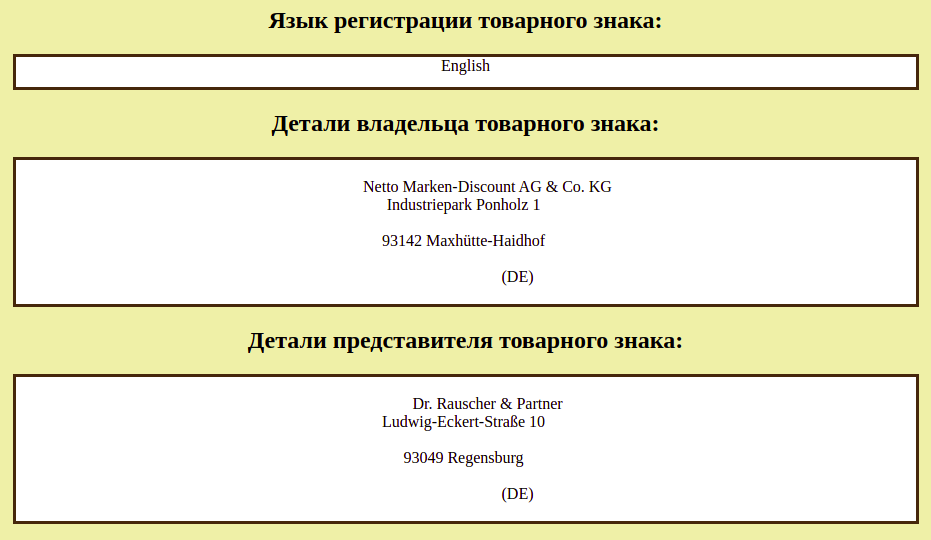 Язык регистрации товарного знака:
English
Детали владельца товарного знака:
Netto Marken-Discount AG & Co. KG
Industriepark Ponholz 1
93142 Maxhütte-Haidhof
(DE)
Детали представителя товарного знака:
Dr. Rauscher & Partner
Ludwig-Eckert-Straße 10
93049 Regensburg
(DE)